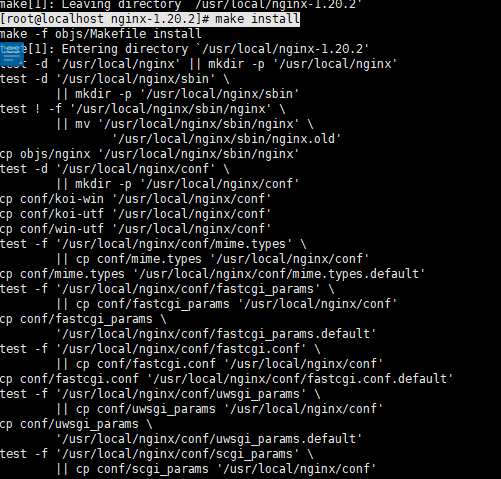 make[1]: Leaving directory `/usr/local/nginx-1.20.2'
[root@localhost nginx-1.20.2]# make install
make -f objs/Makefile install
make[1]: Entering directory `/usr/local/nginx-1.20.2'
test -d '/usr/local/nginx' || mkdir -p '/usr/local/nginx'
test -d '/usr/local/nginx/sbin' \
|| mkdir -p '/usr/local/nginx/sbin'
test ! -f '/usr/local/nginx/sbin/nginx' \
|| mv '/usr/local/nginx/sbin/nginx' \
'/usr/local/nginx/sbin/nginx.old'
cp objs/nginx '/usr/local/nginx/sbin/nginx'
test -d '/usr/local/nginx/conf' \
|| mkdir -p '/usr/local/nginx/conf'
cp conf/koi-win '/usr/local/nginx/conf'
cp conf/koi-utf '/usr/local/nginx/conf'
cp conf/win-utf '/usr/local/nginx/conf'
test -f '/usr/local/nginx/conf/mime.types' \
|| cp conf/mime.types '/usr/local/nginx/conf'
cp conf/mime.types '/usr/local/nginx/conf/mime.types.default'
test -f '/usr/local/nginx/conf/fastcgi_params' \
|| cp conf/fastcgi_params '/usr/local/nginx/conf'
cp conf/fastcgi_params \
'/usr/local/nginx/conf/fastcgi_params.default'
test -f '/usr/local/nginx/conf/fastcgi.conf' \
|| cp conf/fastcgi.conf '/usr/local/nginx/conf'
cp conf/fastcgi.conf '/usr/local/nginx/conf/fastcgi.conf.default'
test -f '/usr/local/nginx/conf/uwsgi_params' \
|| cp conf/uwsgi_params '/usr/local/nginx/conf'
cp conf/uwsgi_params \
'/usr/local/nginx/conf/uwsgi_params.default'
test -f '/usr/local/nginx/conf/scgi_params' \
|| cp conf/scgi_params '/usr/local/nginx/conf'